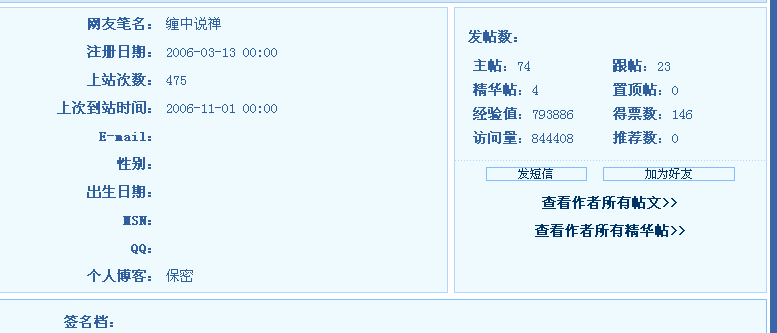 网友笔名： 缠中说禅
注册日期： 2006-03-13 00:00
上站次数： 475
上次到站时间： 2006-11-01 00:00
E-mail：
性别：
出生日期：
MSN：
QQ：
个人博客： 保密
发帖数：
主帖：74 跟帖：23
精华帖：4 置顶帖：0
经验值：793886 得票数：146
访问量：844408 推荐数：0
发短信 加为好友
查看作者所有帖文>>
查看作者所有精华帖>>
签名档：